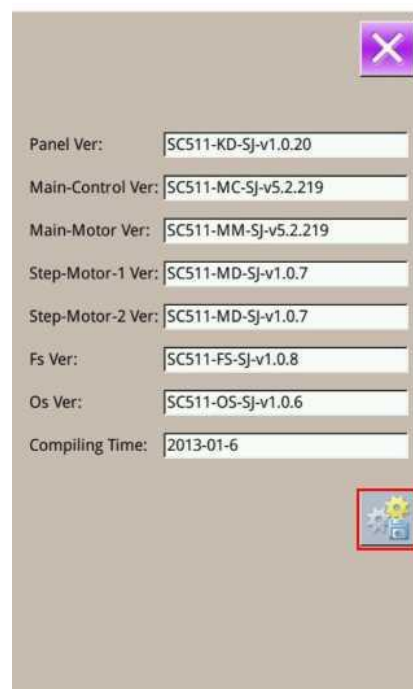 Panel Ver: SC511-KD-SJ-v1.0.20
Main-Control Ver: SC511-MC-SJ-v5.2.219
Main-Motor Ver: SC511-MM-SJ-v5.2.219
Step-Motor-1 Ver: SC511-MD-SJ-v1.0.7
Step-Motor-2 Ver: SC511-MD-SJ-v1.0.7
Fs Ver: SC511-FS-SJ-v1.0.8
Os Ver: SC511-OS-SJ-v1.0.6
Compiling Time: 2013-01-6